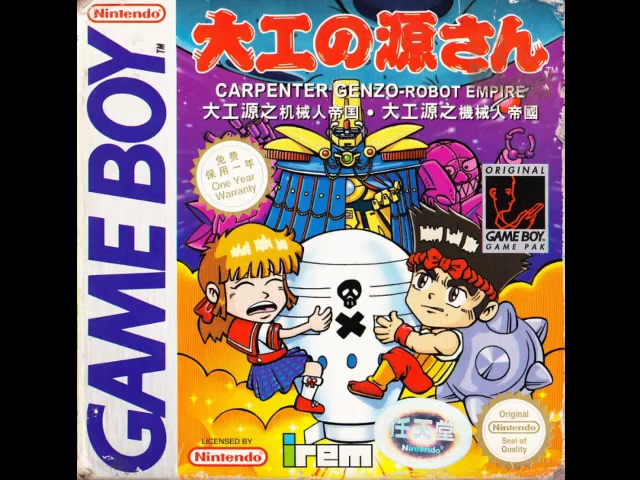 Nintendo
GAME BOY
TM
大工の源さん
TM
CARPENTER GENZO-ROBOT EMPIRE
大工源之机械人帝国・大工源之機械人帝國
免费
保用一年
One Year
Warranty
ORIGINAL
GAME BOY
GAME PAK
LICENSED BY
Nintendo
irem
任天堂
Nintendo
Original
Nintendo
Seal of
Quality